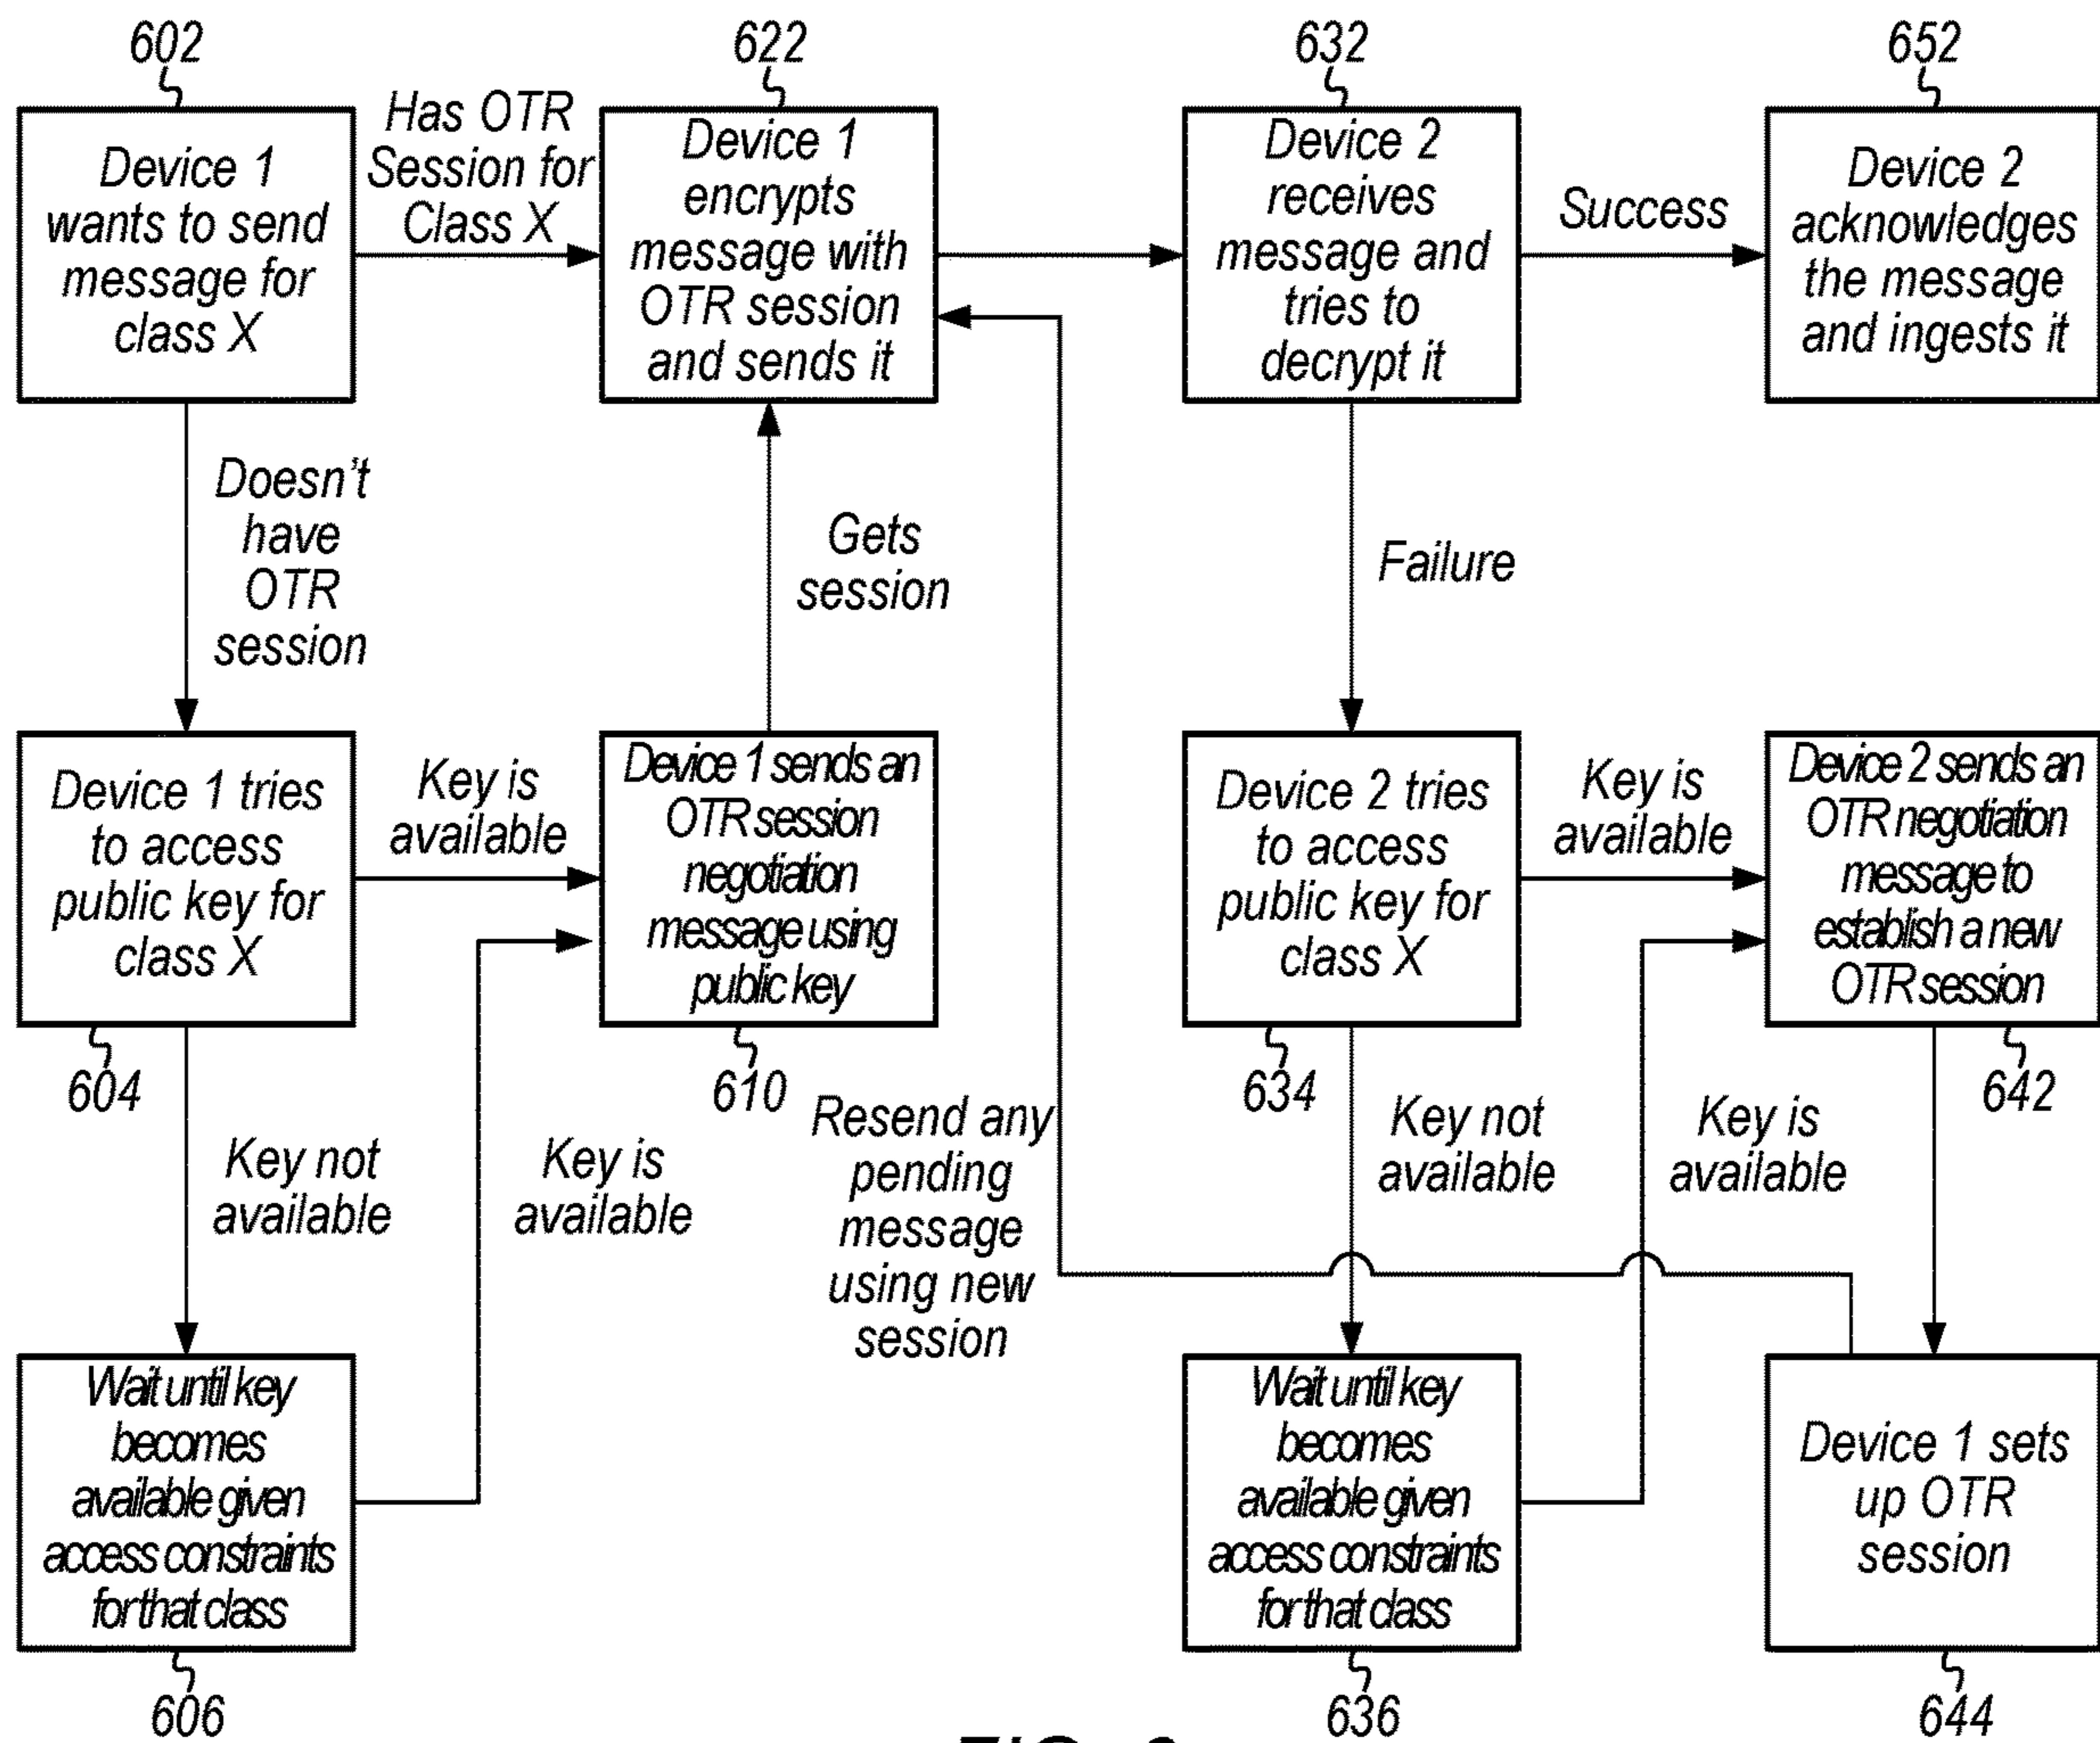 602
622
632
652
Device 1
wants to send
message for
class X
Has OTR
Session for
Class X
Device 1
encrypts
message with
OTR session
and sends it
Device 2
receives
message and
tries to
decrypt it
Success
Device 2
acknowledges
the message
and ingests it
Doesn't
have
OTR
session
Gets
session
Failure
Device 1 tries
to access
public key for
class X
Key is
available
Device 1 sends an
OTR session
negotiation
message using
public key
Device 2 tries
to access
public key for
class X
Key is
available
Device 2 sends an
OTR negotiation
message to
establish a new
OTR session
604
610
634
642
Key not
available
Key is
available
Resend any
pending
message
using new
session
Key not
available
Key is
available
Wait until key
becomes
available given
access constraints
for that class
Wait until key
becomes
available given
access constraints
for that class
Device 1 sets
up OTR
session
606
636
644